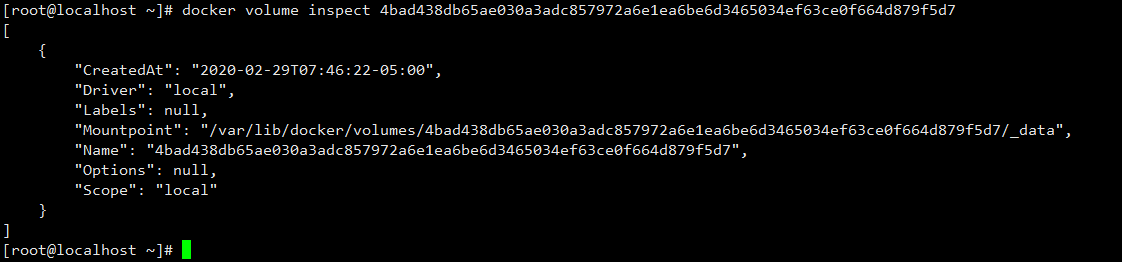 [root@localhost ~]# docker volume inspect 4bad438db65ae030a3adc857972a6e1ea6be6d3465034ef63ce0f664d879f5d7
[
    {
        "CreatedAt": "2020-02-29T07:46:22-05:00",
        "Driver": "local",
        "Labels": null,
        "Mountpoint": "/var/lib/docker/volumes/4bad438db65ae030a3adc857972a6e1ea6be6d3465034ef63ce0f664d879f5d7/_data",
        "Name": "4bad438db65ae030a3adc857972a6e1ea6be6d3465034ef63ce0f664d879f5d7",
        "Options": null,
        "Scope": "local"
    }
]
[root@localhost ~]#